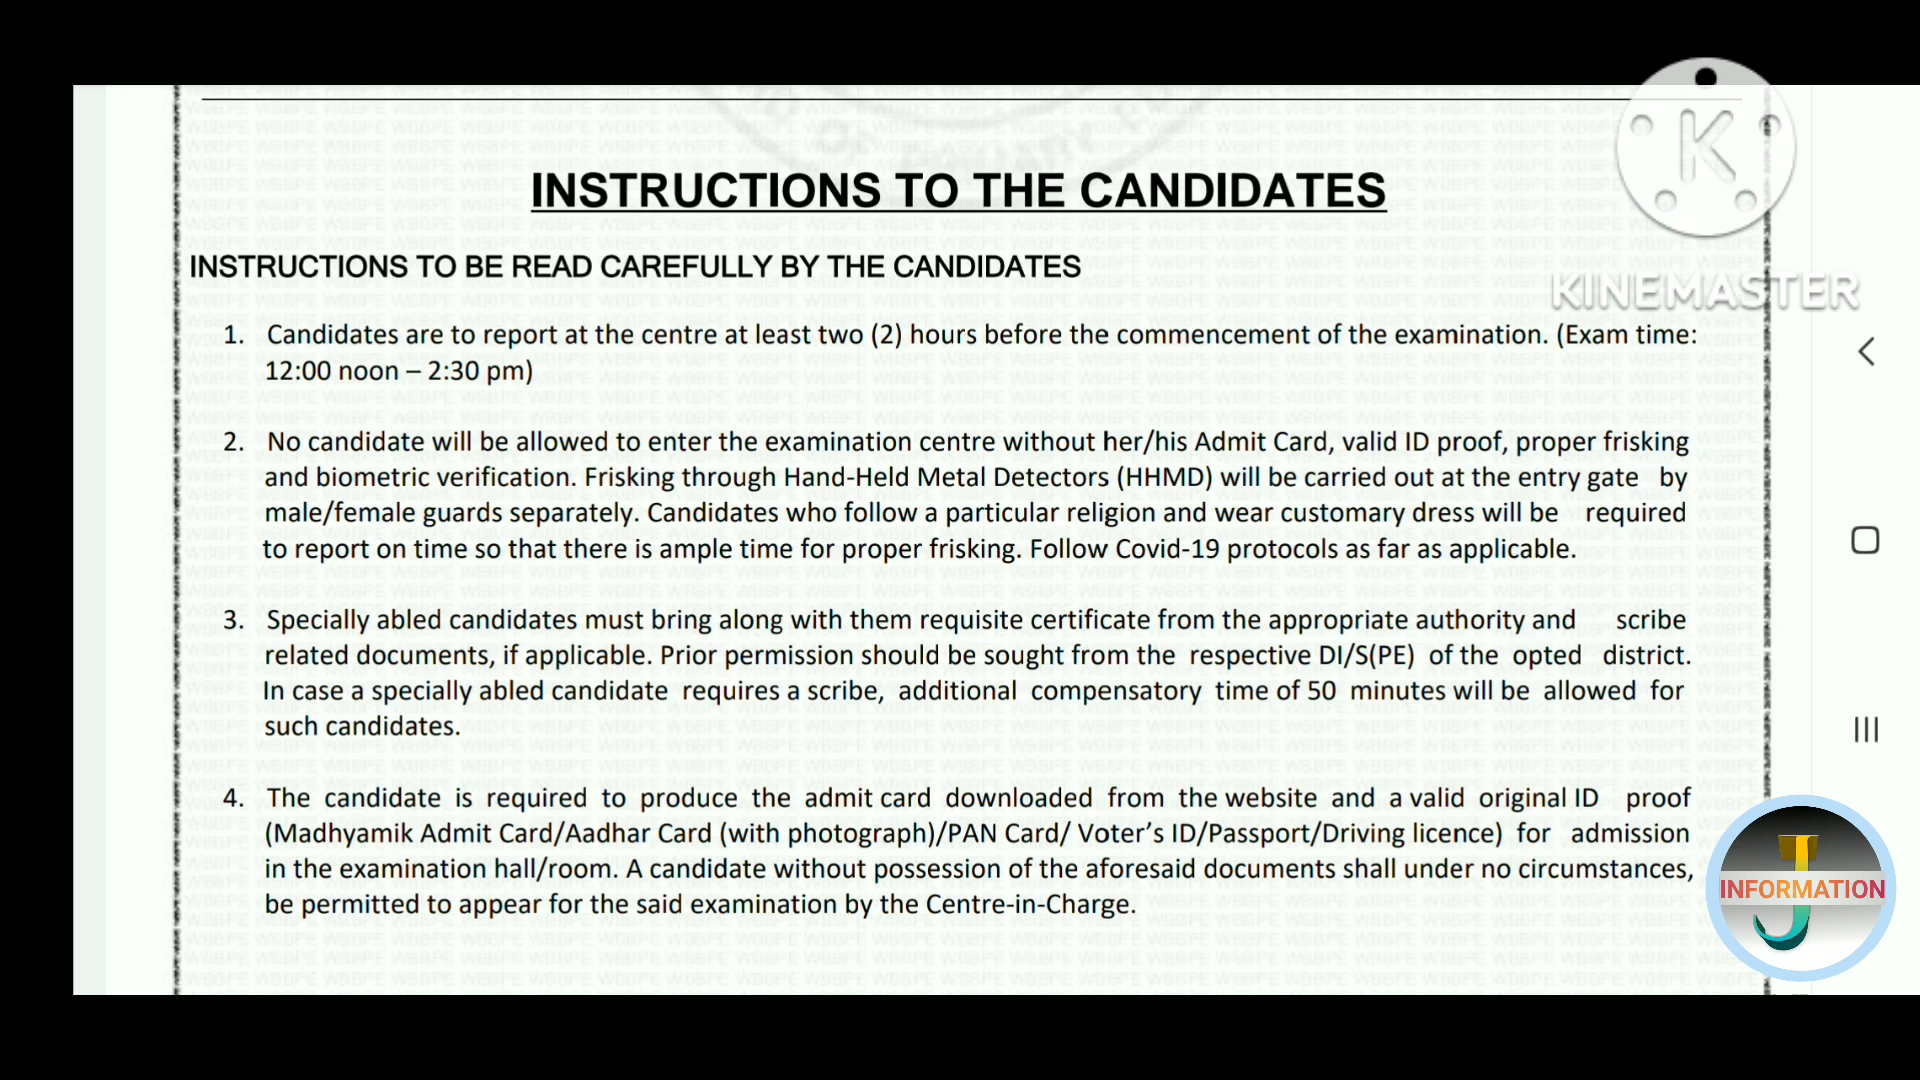 INSTRUCTIONS TO THE CANDIDATES
INSTRUCTIONS TO BE READ CAREFULLY BY THE CANDIDATES
1. Candidates are to report at the centre at least two (2) hours before the commencement of the examination. (Exam time:
12:00 noon – 2:30 pm)
2. No candidate will be allowed to enter the examination centre without her/his Admit Card, valid ID proof, proper frisking
and biometric verification. Frisking through Hand-Held Metal Detectors (HHMD) will be carried out at the entry gate by
male/female guards separately. Candidates who follow a particular religion and wear customary dress will be required
to report on time so that there is ample time for proper frisking. Follow Covid-19 protocols as far as applicable.
3. Specially abled candidates must bring along with them requisite certificate from the appropriate authority and scribe
related documents, if applicable. Prior permission should be sought from the respective DI/S(PE) of the opted district.
In case a specially abled candidate requires a scribe, additional compensatory time of 50 minutes will be allowed for
such candidates.
4. The candidate is required to produce the admit card downloaded from the website and a valid original ID proof
(Madhyamik Admit Card/Aadhar Card (with photograph)/PAN Card/ Voter's ID/Passport/Driving licence) for admission
in the examination hall/room. A candidate without possession of the aforesaid documents shall under no circumstances,
be permitted to appear for the said examination by the Centre-in-Charge.
K
KINEMASTER
J
INFORMATION